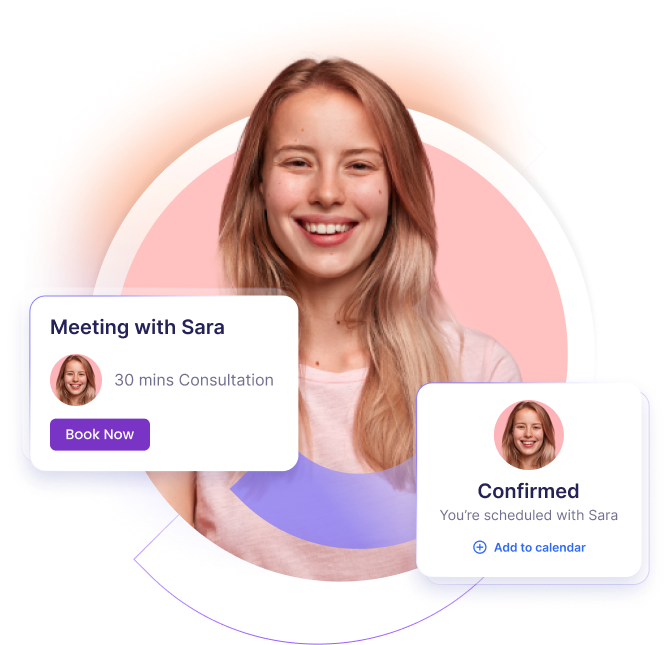 Meeting with Sara
30 mins Consultation
Book Now
Confirmed
You’re scheduled with Sara
Add to calendar